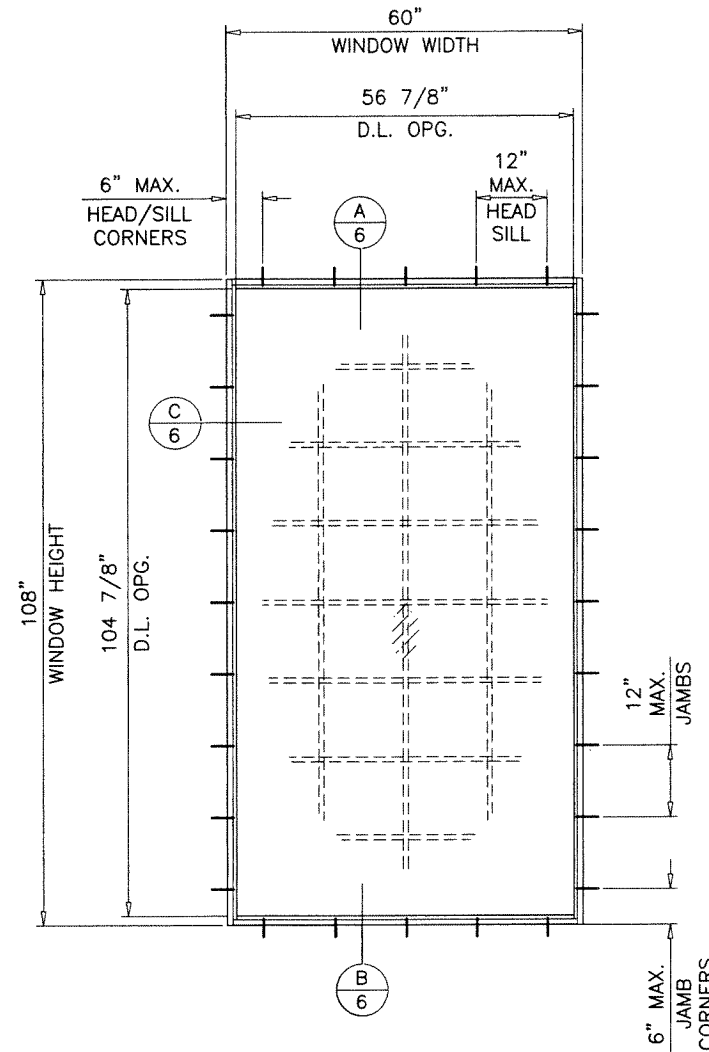 60"
WINDOW WIDTH
56 7/8"
D.L. OPG.
6" MAX.
HEAD/SILL
CORNERS
12"
MAX.
HEAD
SILL
A
6
C
6
108"
WINDOW HEIGHT
104 7/8"
D.L. OPG.
12"
MAX.
JAMBS
B
6
6" MAX.
JAMB
CORNERS